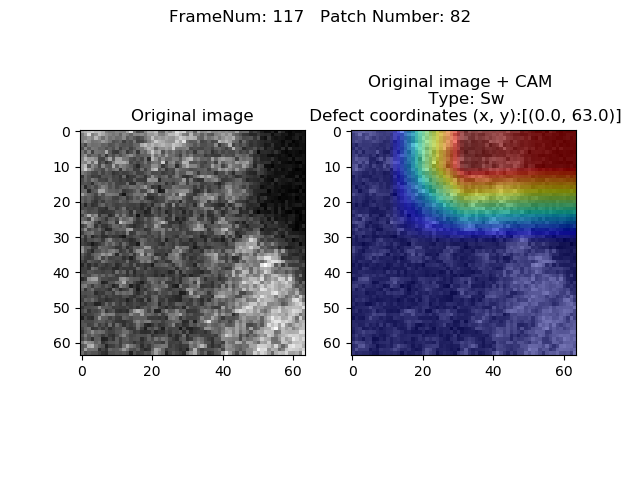 FrameNum: 117   Patch Number: 82
Original image
Original image + CAM
Type: Sw
Defect coordinates (x, y):[(0.0, 63.0)]
0
10
20
30
40
50
60
0 20 40 60
0
10
20
30
40
50
60
0 20 40 60